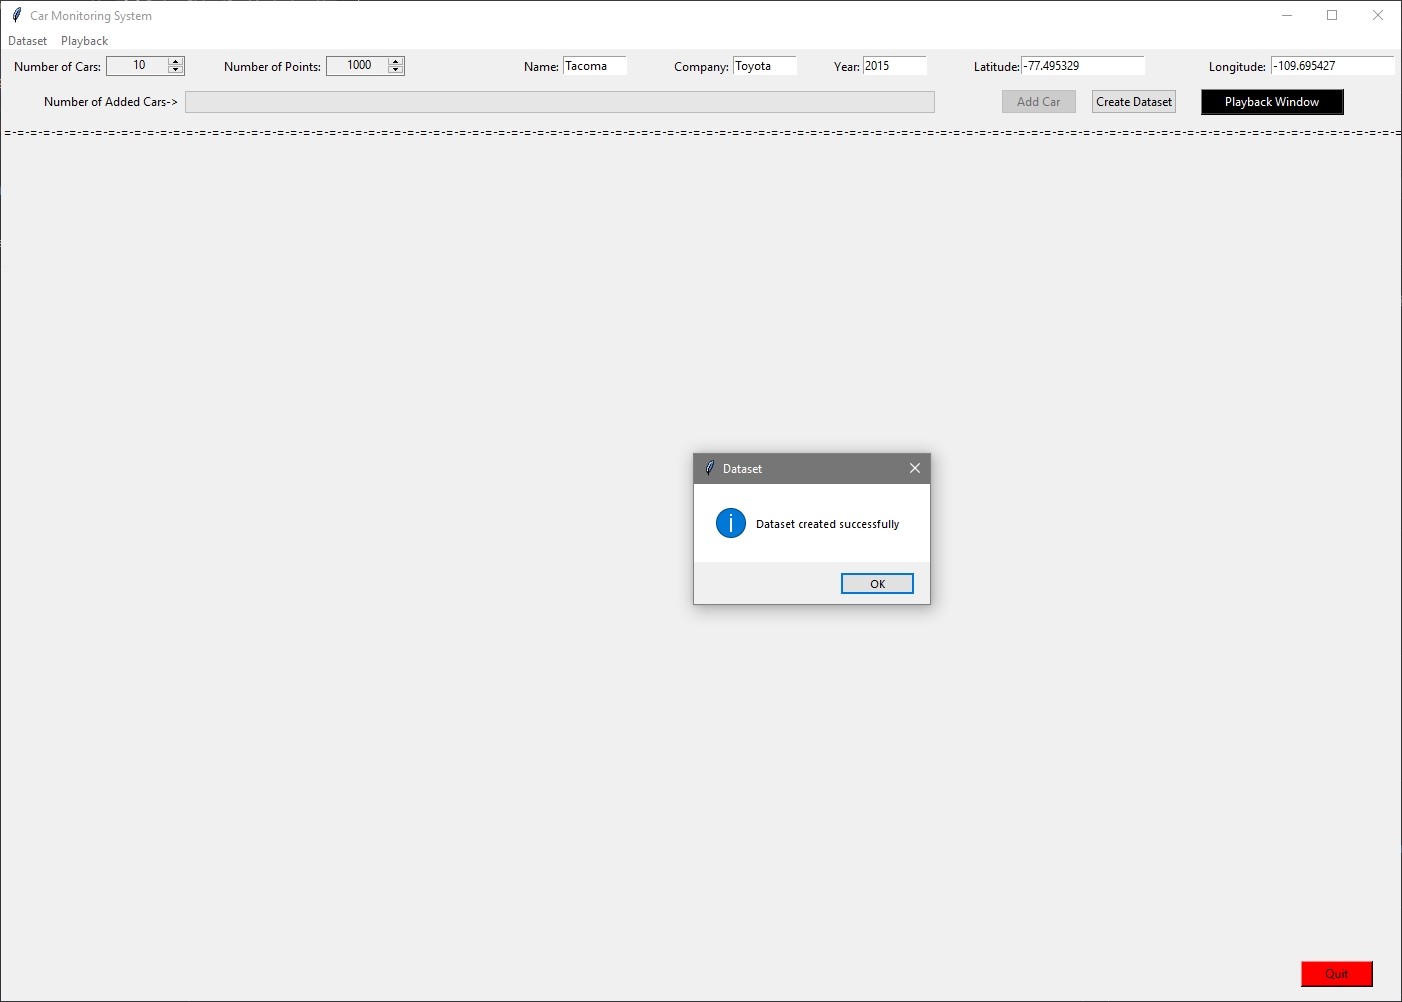 Car Monitoring System
Dataset Playback
Number of Cars: 10 Number of Points: 1000 Name: Tacoma Company: Toyota Year: 2015 Latitude: -77.495329 Longitude: -109.695427
Number of Added Cars-> Add Car Create Dataset Playback Window
=-=-=-=-=-=-=-=-=-=-=-=-=-=-=-=-=-=-=-=-=-=-=-=-=-=-=-=-=-=-=-=-=-=-=-=-=-=-=-=-=-=-=-=-=-=-=-=-=-=-=-=-=-=-=-=-=-=-=-=-=-=-=-=-=-=-=-=-=-=-=-=-=-=-=-=-=-=-=-=-=-=-=-=-=-=-=-=-=-=-=-=-=-=-=-=-=-=-=-=-=-=-=-=-=-=-=
Dataset
Dataset created successfully
OK
Quit